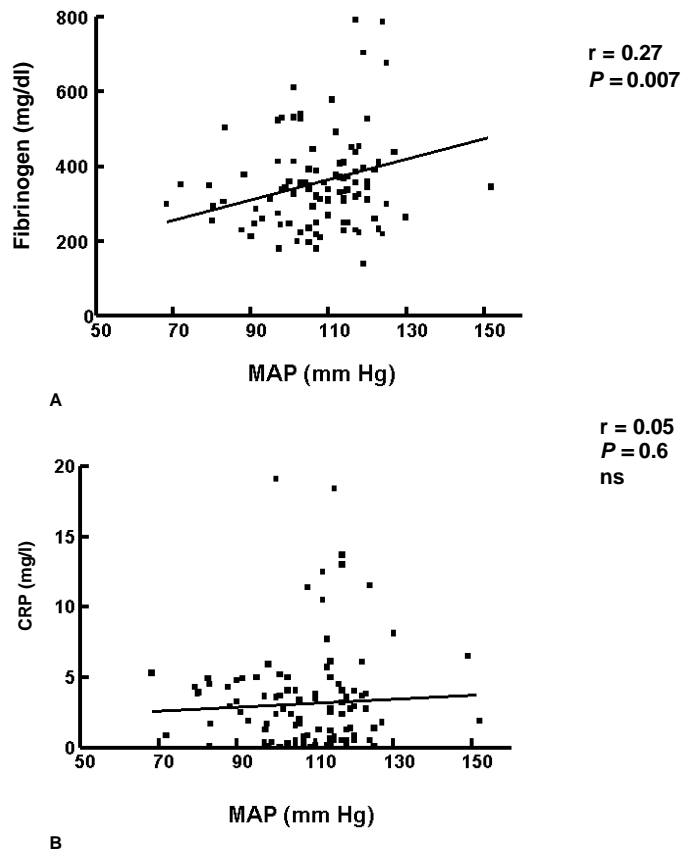 800
r = 0.27
P = 0.007
600
Fibrinogen (mg/dl)
400
200
0
50 70 90 110 130 150
MAP (mm Hg)
A
r = 0.05
P = 0.6
ns
20
15
CRP (mg/l)
10
5
0
50 70 90 110 130 150
MAP (mm Hg)
B